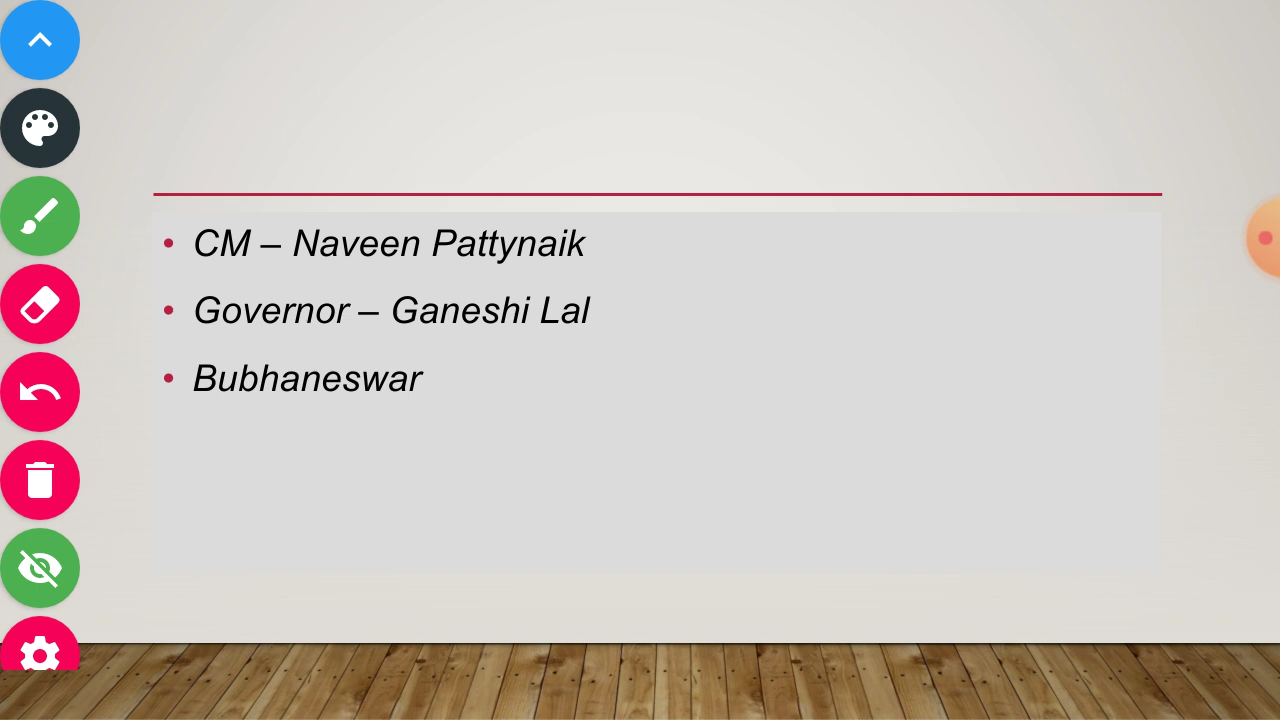 • CM – Naveen Pattynaik
• Governor – Ganeshi Lal
• Bubhaneswar